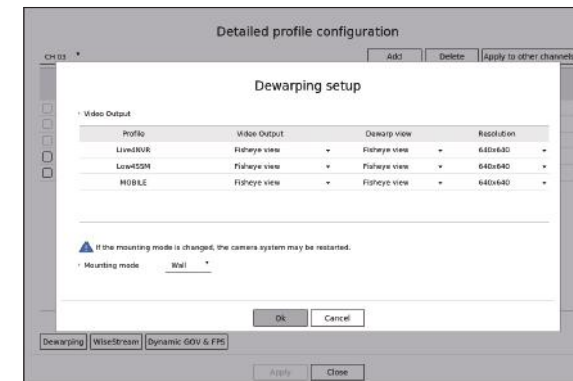 Detailed profile configuration
CH 03
Add Delete Apply to other channels
Dewarping setup
Video Output
Profile Video Output Dewarp view Resolution
Live4NVR Fisheye view Fisheye view 640x640
Low4SSM Fisheye view Fisheye view 640x640
MOBILE Fisheye view Fisheye view 640x640
If the mounting mode is changed, the camera system may be restarted.
Mounting mode Wall
Ok Cancel
Dewarping WiseStream Dynamic GOV & FPS
Apply Close